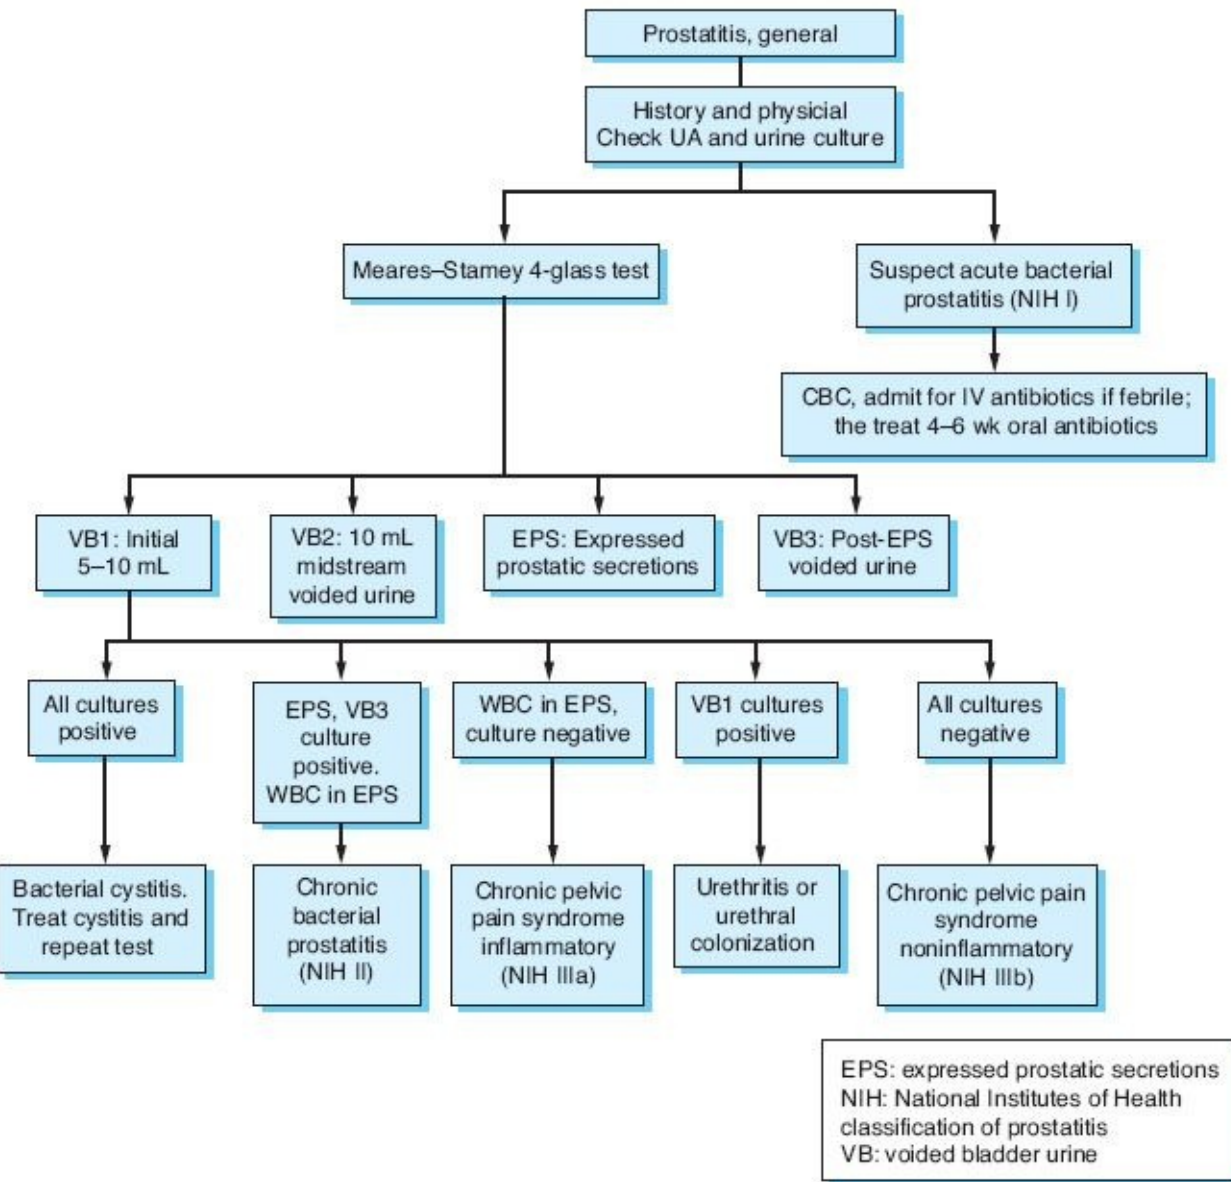 Prostatitis, general
History and physicial
Check UA and urine culture
Meares–Stamey 4-glass test
Suspect acute bacterial
prostatitis (NIH I)
CBC, admit for IV antibiotics if febrile;
the treat 4–6 wk oral antibiotics
VB1: Initial
5–10 mL
VB2: 10 mL
midstream
voided urine
EPS: Expressed
prostatic secretions
VB3: Post-EPS
voided urine
All cultures
positive
EPS, VB3
culture
positive.
WBC in EPS
WBC in EPS,
culture negative
VB1 cultures
positive
All cultures
negative
Bacterial cystitis.
Treat cystitis and
repeat test
Chronic
bacterial
prostatitis
(NIH II)
Chronic pelvic
pain syndrome
inflammatory
(NIH IIIa)
Urethritis or
urethral
colonization
Chronic pelvic pain
syndrome
noninflammatory
(NIH IIIb)
EPS: expressed prostatic secretions
NIH: National Institutes of Health
classification of prostatitis
VB: voided bladder urine